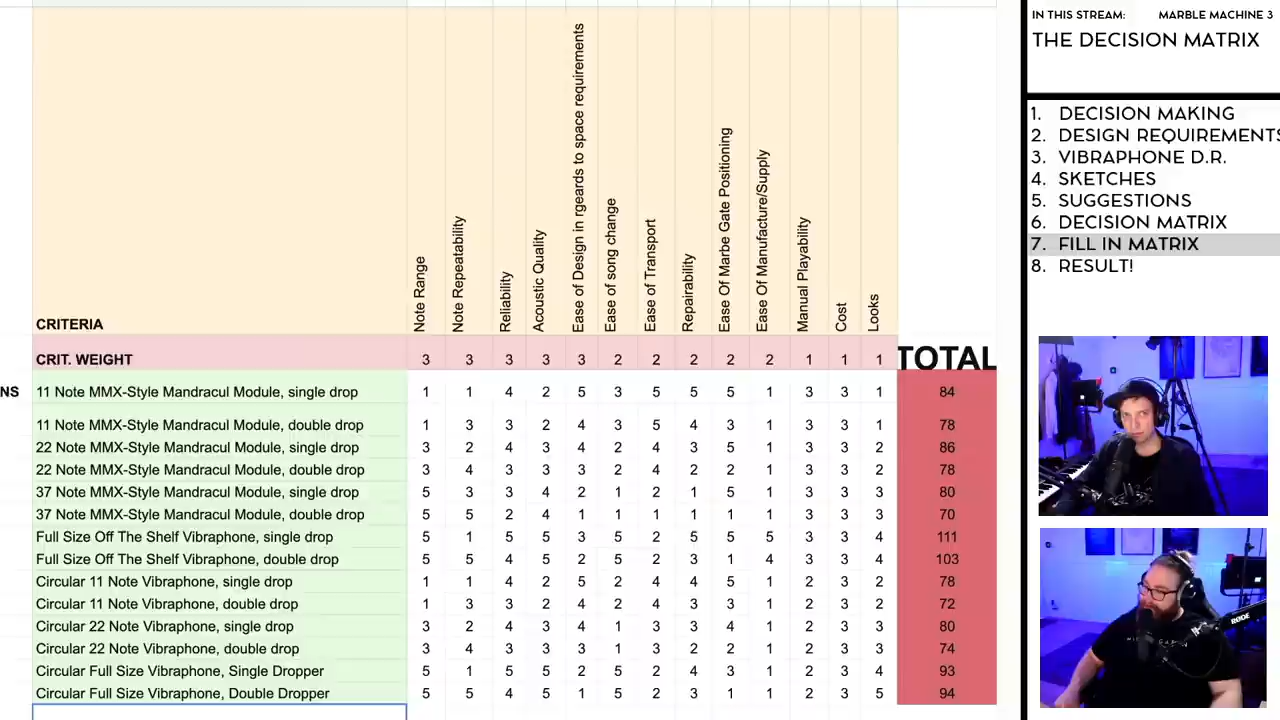 IN THIS STREAM: MARBLE MACHINE 3
THE DECISION MATRIX
1. DECISION MAKING
2. DESIGN REQUIREMENTS
3. VIBRAPHONE D.R.
4. SKETCHES
5. SUGGESTIONS
6. DECISION MATRIX
7. FILL IN MATRIX
8. RESULT!
CRITERIA
Note Range
Note Repeatability
Reliability
Acoustic Quality
Ease of Design in rgeards to space requirements
Ease of song change
Ease of Transport
Repairability
Ease Of Marbe Gate Positioning
Ease Of Manufacture/Supply
Manual Playability
Cost
Looks
CRIT. WEIGHT 3 3 3 3 3 2 2 2 2 2 1 1 1 TOTAL
NS 11 Note MMX-Style Mandracul Module, single drop 1 1 4 2 5 3 5 5 5 1 3 3 1 84
11 Note MMX-Style Mandracul Module, double drop 1 3 3 2 4 3 5 4 3 1 3 3 1 78
22 Note MMX-Style Mandracul Module, single drop 3 2 4 3 4 2 4 3 5 1 3 3 2 86
22 Note MMX-Style Mandracul Module, double drop 3 4 3 3 3 2 4 2 2 1 3 3 2 78
37 Note MMX-Style Mandracul Module, single drop 5 3 3 4 2 1 2 1 5 1 3 3 3 80
37 Note MMX-Style Mandracul Module, double drop 5 5 2 4 1 1 1 1 1 1 3 3 3 70
Full Size Off The Shelf Vibraphone, single drop 5 1 5 5 3 5 2 5 5 5 3 3 4 111
Full Size Off The Shelf Vibraphone, double drop 5 5 4 5 2 5 2 3 1 4 3 3 4 103
Circular 11 Note Vibraphone, single drop 1 1 4 2 5 2 4 4 5 1 2 3 2 78
Circular 11 Note Vibraphone, double drop 1 3 3 2 4 2 4 3 3 1 2 3 2 72
Circular 22 Note Vibraphone, single drop 3 2 4 3 4 1 3 3 4 1 2 3 3 80
Circular 22 Note Vibraphone, double drop 3 4 3 3 3 1 3 2 2 1 2 3 3 74
Circular Full Size Vibraphone, Single Dropper 5 1 5 5 2 5 2 4 3 1 2 3 4 93
Circular Full Size Vibraphone, Double Dropper 5 5 4 5 1 5 2 3 1 1 2 3 5 94
RODE